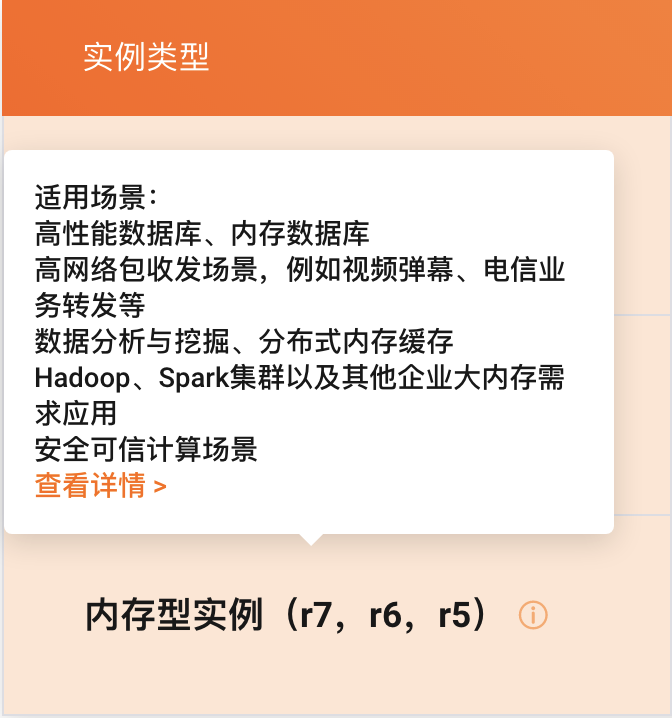 实例类型
适用场景：
高性能数据库、内存数据库
高网络包收发场景，例如视频弹幕、电信业
务转发等
数据分析与挖掘、分布式内存缓存
Hadoop、Spark集群以及其他企业大内存需
求应用
安全可信计算场景
查看详情 >
内存型实例（r7，r6，r5）